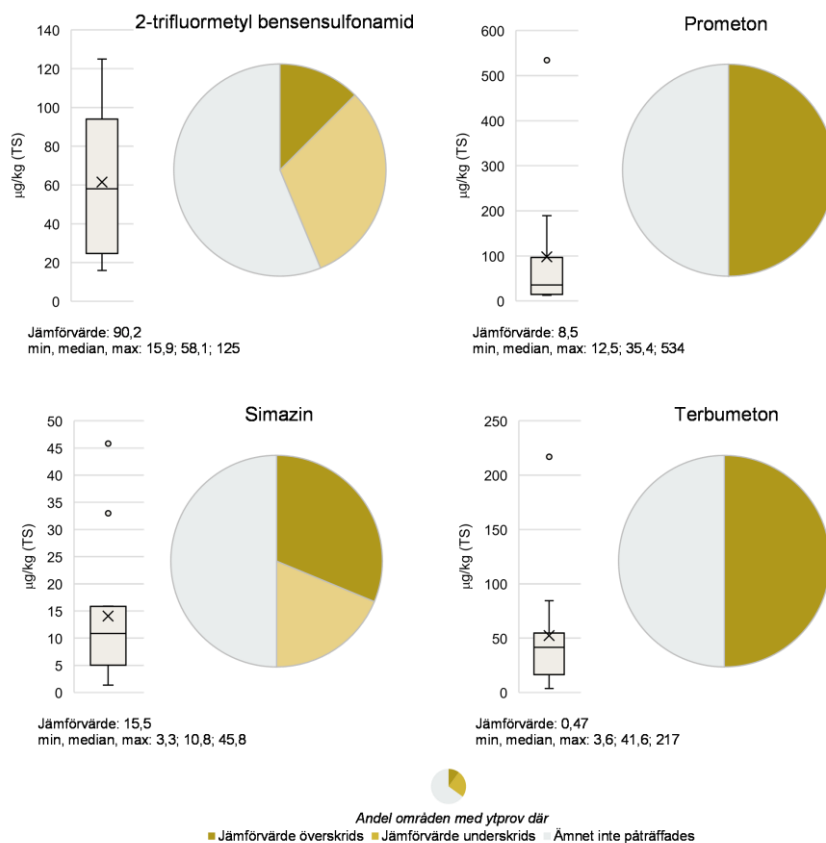 2-trifluormetyl bensensulfonamid
140
120
100
80
60
40
20
0
µg/kg (TS)
Jämförvärde: 90,2
min, median, max: 15,9; 58,1; 125
Prometon
600
500
400
300
200
100
0
µg/kg (TS)
Jämförvärde: 8,5
min, median, max: 12,5; 35,4; 534
Simazin
50
45
40
35
30
25
20
15
10
5
0
µg/kg (TS)
Jämförvärde: 15,5
min, median, max: 3,3; 10,8; 45,8
Terbumeton
250
200
150
100
50
0
µg/kg (TS)
Jämförvärde: 0,47
min, median, max: 3,6; 41,6; 217
Andel områden med ytprov där
Jämförvärde överskrids Jämförvärde underskrids Ämnet inte påträffades